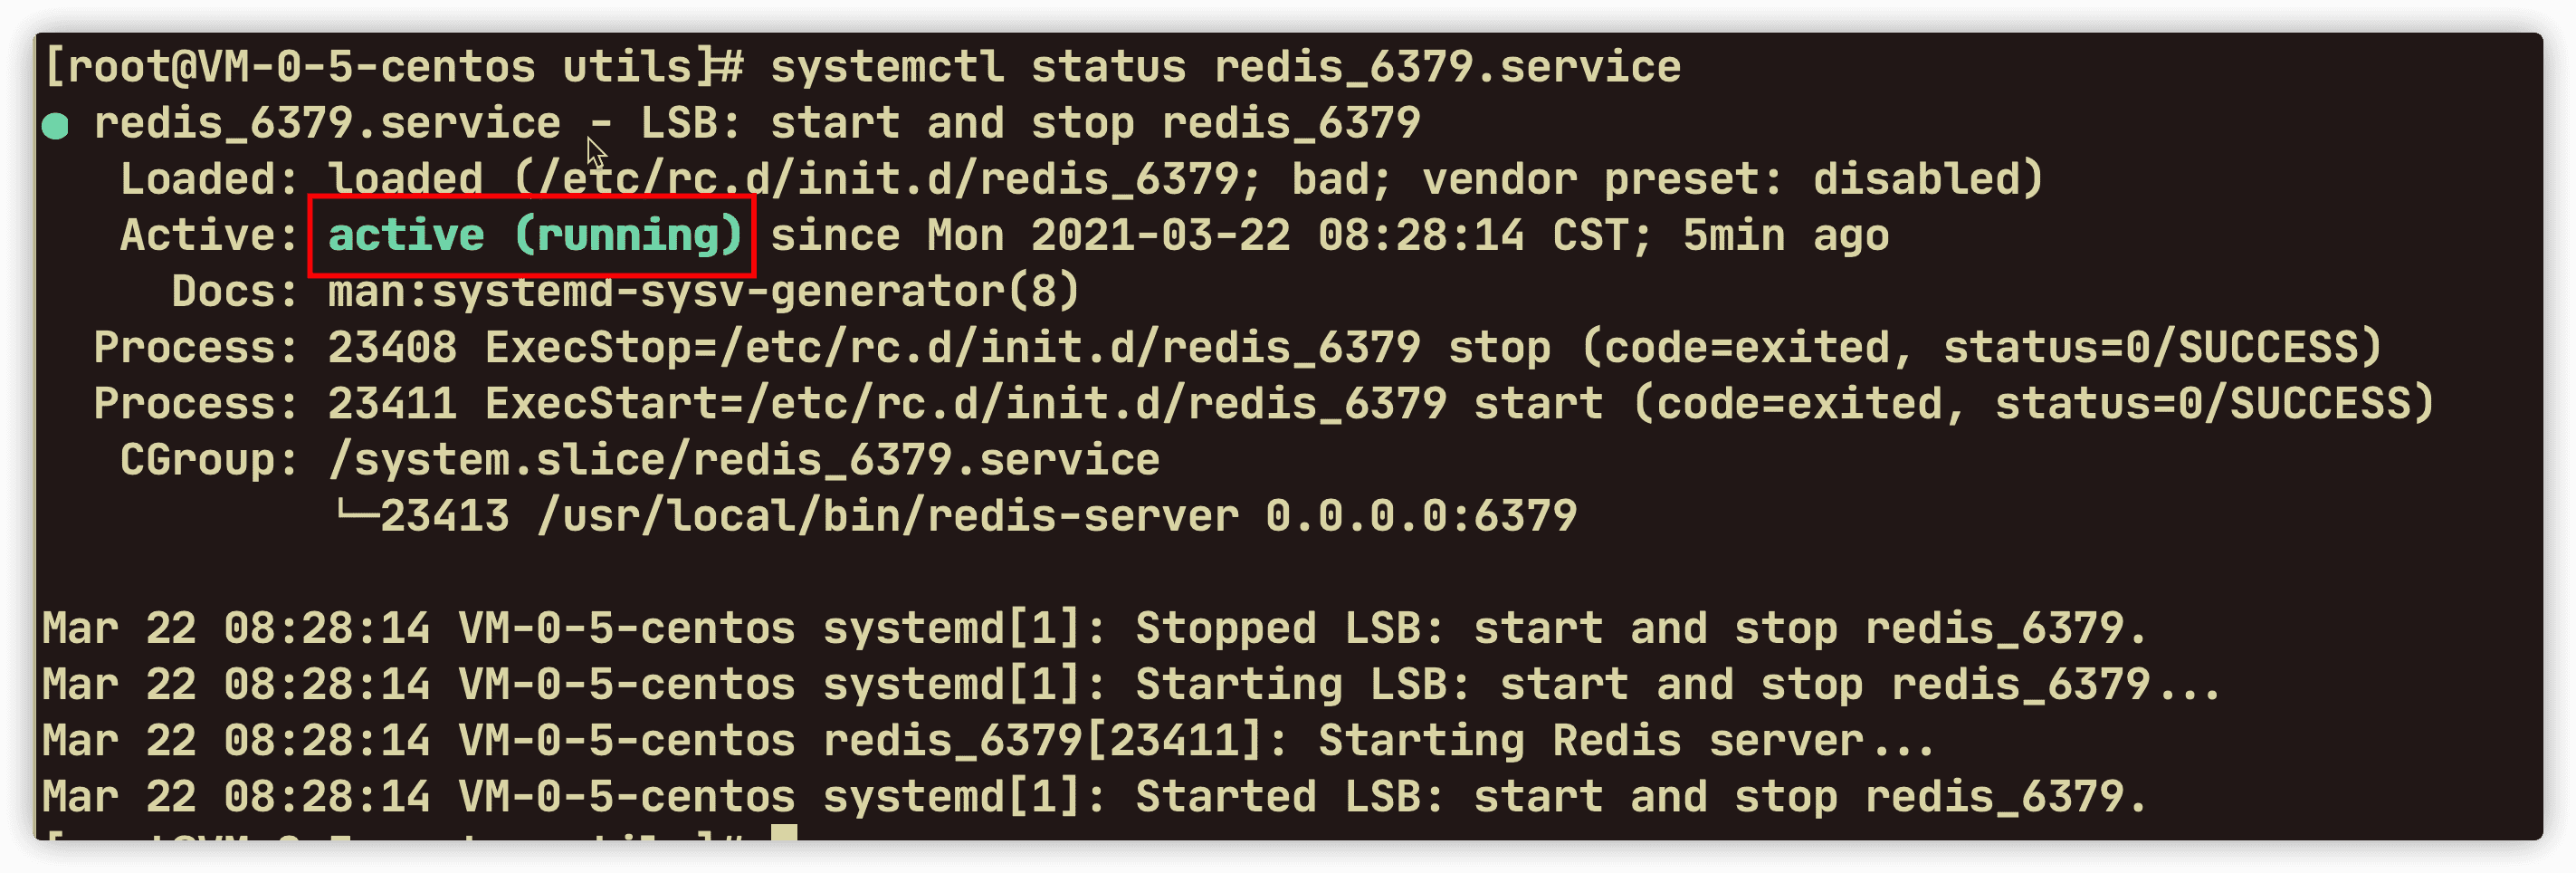 [root@VM-0-5-centos utils]# systemctl status redis_6379.service
● redis_6379.service - LSB: start and stop redis_6379
Loaded: loaded (/etc/rc.d/init.d/redis_6379; bad; vendor preset: disabled)
Active: active (running) since Mon 2021-03-22 08:28:14 CST; 5min ago
Docs: man:systemd-sysv-generator(8)
Process: 23408 ExecStop=/etc/rc.d/init.d/redis_6379 stop (code=exited, status=0/SUCCESS)
Process: 23411 ExecStart=/etc/rc.d/init.d/redis_6379 start (code=exited, status=0/SUCCESS)
CGroup: /system.slice/redis_6379.service
└─23413 /usr/local/bin/redis-server 0.0.0.0:6379
Mar 22 08:28:14 VM-0-5-centos systemd[1]: Stopped LSB: start and stop redis_6379.
Mar 22 08:28:14 VM-0-5-centos systemd[1]: Starting LSB: start and stop redis_6379...
Mar 22 08:28:14 VM-0-5-centos redis_6379[23411]: Starting Redis server...
Mar 22 08:28:14 VM-0-5-centos systemd[1]: Started LSB: start and stop redis_6379.